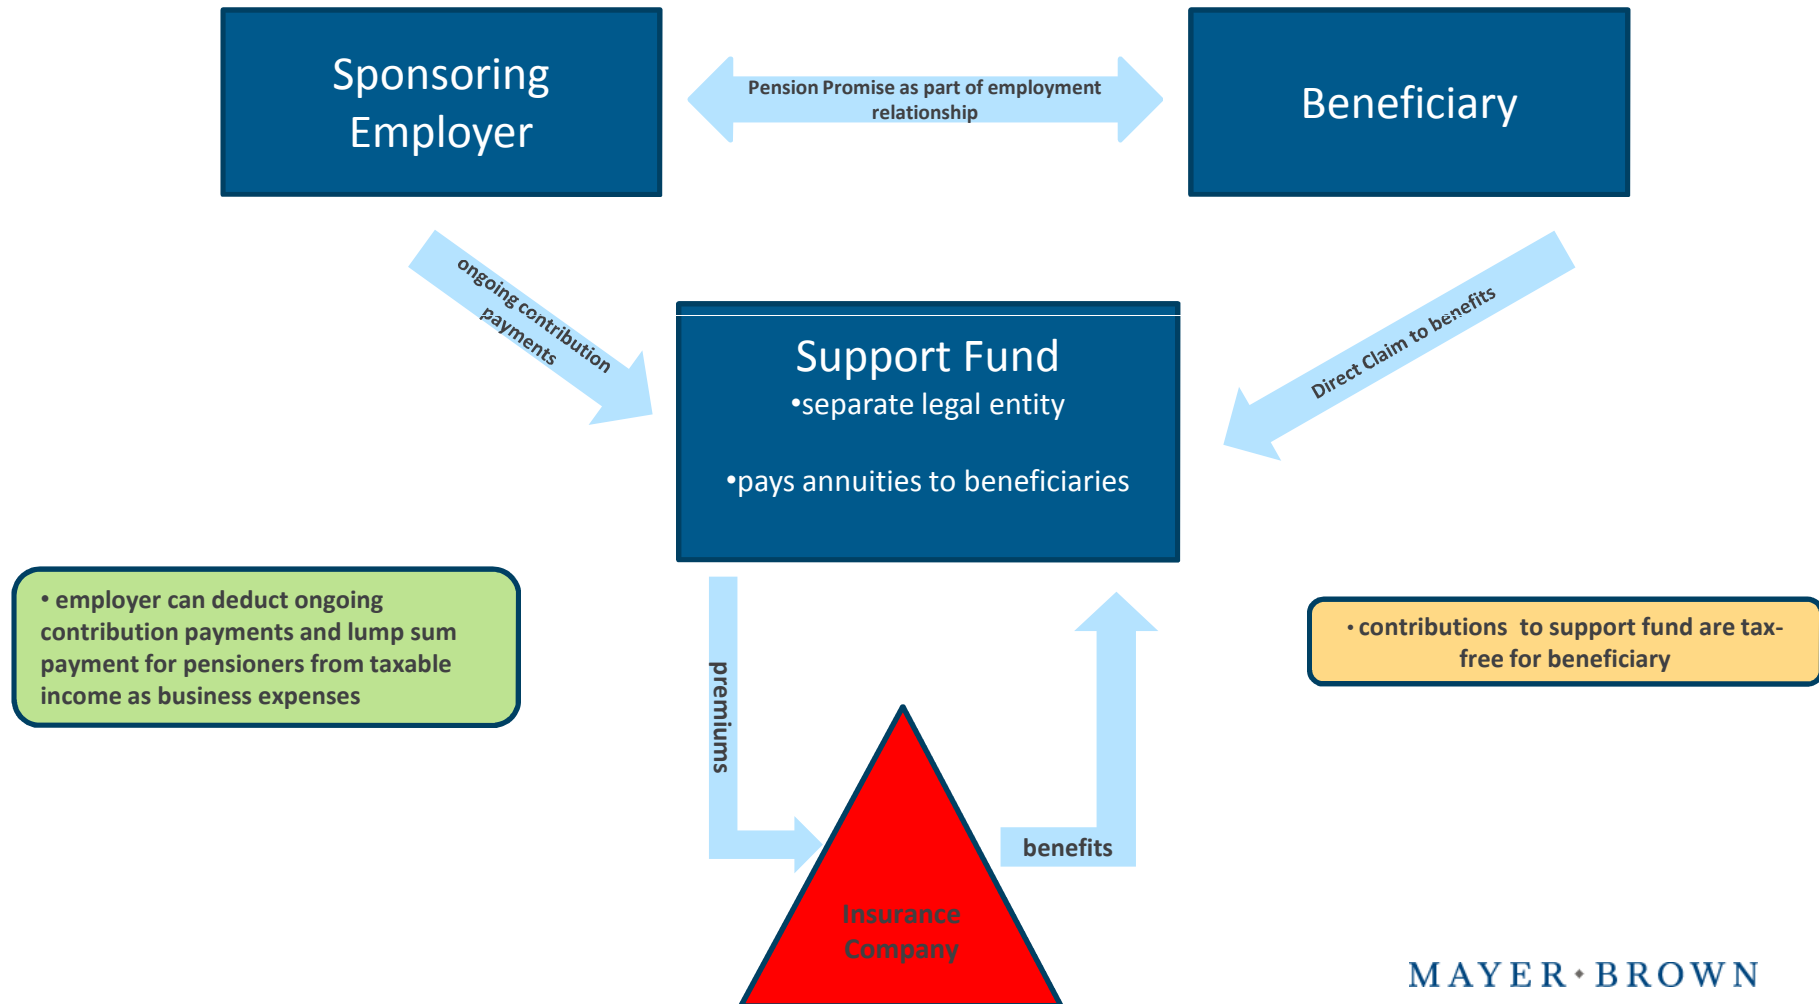 Sponsoring
Employer
Pension Promise as part of employment
relationship
Beneficiary
ongoing contribution
payments
Direct Claim to benefits
Support Fund
•separate legal entity
•pays annuities to beneficiaries
• employer can deduct ongoing
contribution payments and lump sum
payment for pensioners from taxable
income as business expenses
• contributions to support fund are tax-
free for beneficiary
premiums
benefits
Insurance
Company
MAYER • BROWN